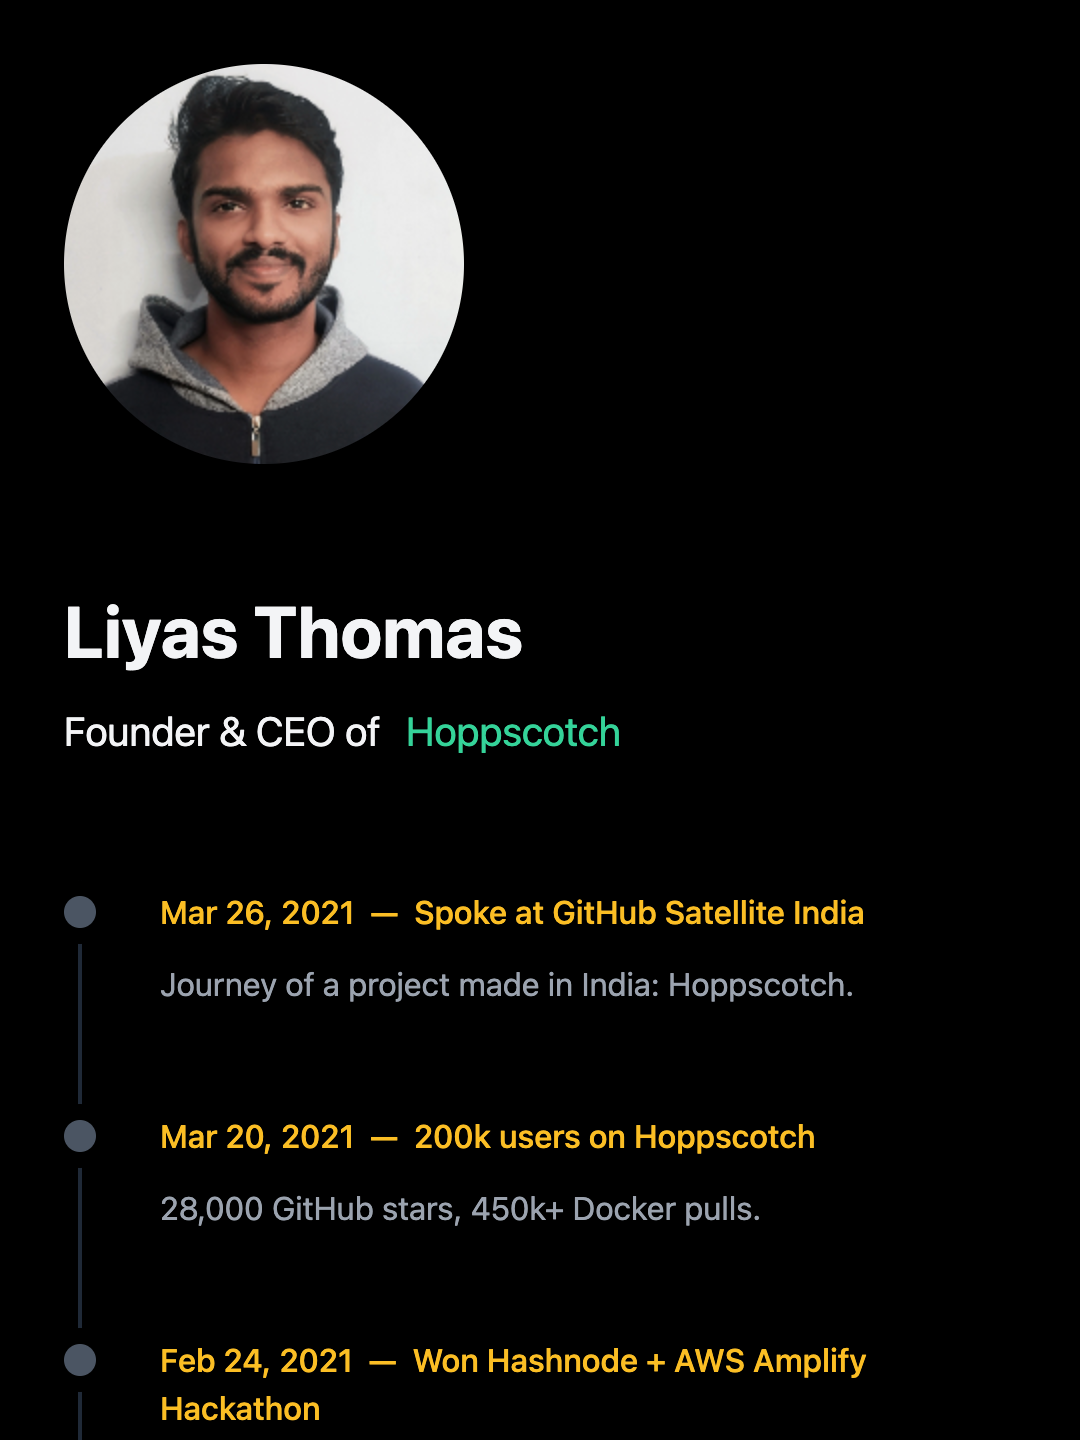 Liyas Thomas
Founder & CEO of Hoppscotch
Mar 26, 2021 — Spoke at GitHub Satellite India
Journey of a project made in India: Hoppscotch.
Mar 20, 2021 — 200k users on Hoppscotch
28,000 GitHub stars, 450k+ Docker pulls.
Feb 24, 2021 — Won Hashnode + AWS Amplify
Hackathon